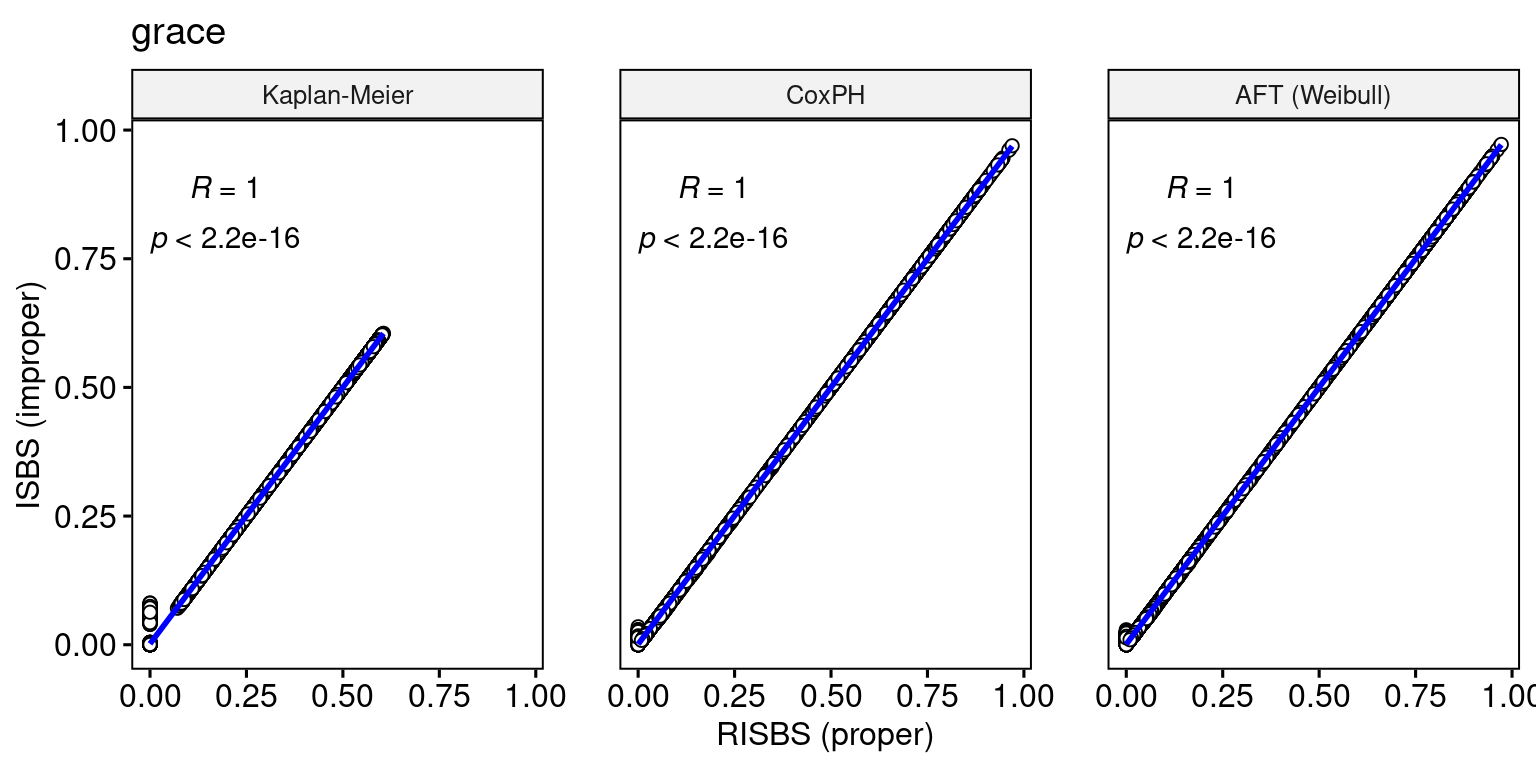 grace
Kaplan-Meier
CoxPH
AFT (Weibull)
ISBS (improper)
1.00
0.75
0.50
0.25
0.00
R = 1
p < 2.2e-16
R = 1
p < 2.2e-16
R = 1
p < 2.2e-16
0.00 0.25 0.50 0.75 1.00
0.00 0.25 0.50 0.75 1.00
0.00 0.25 0.50 0.75 1.00
RISBS (proper)